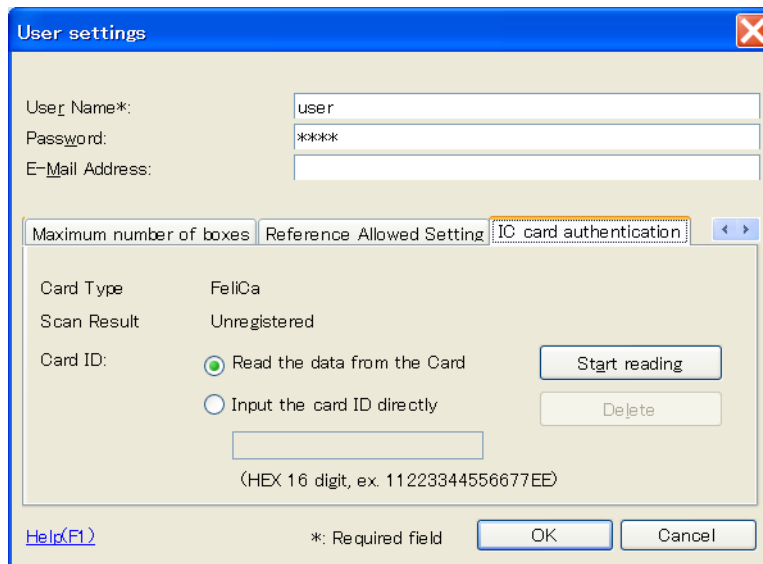 User settings
User Name*: user
Password: ****
E-Mail Address:
Maximum number of boxes Reference Allowed Setting IC card authentication
Card Type FeliCa
Scan Result Unregistered
Card ID: Read the data from the Card Start reading
Input the card ID directly Delete
(HEX 16 digit, ex. 11223344556677EE)
Help(F1) *: Required field OK Cancel